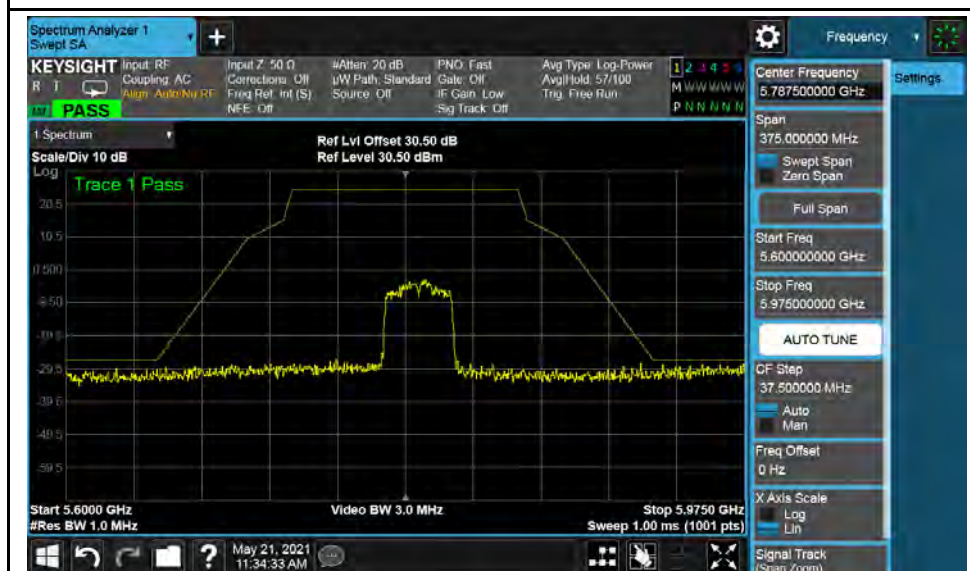 Spectrum Analyzer 1
Swept SA
Frequency
KEYSIGHT
R T
PASS
Input: RF
Coupling: AC
Align: Auto/No RF
Input Z: 50 Ω
Corrections: Off
Freq Ref: Int (S)
NFE: Off
#Atten: 20 dB
µW Path: Standard
Source: Off
PNO: Fast
Gate: Off
IF Gain: Low
Sig Track: Off
Avg Type: Log-Power
Avg|Hold: 57/100
Trig: Free Run
1 2 3 4 5 6
M W W W W W
P N N N N N
1 Spectrum
Scale/Div 10 dB
Ref Lvl Offset 30.50 dB
Ref Level 30.50 dBm
Log
Trace 1 Pass
20.5
10.5
0.500
-9.50
-19.5
-29.5
-39.5
-49.5
-59.5
Start 5.6000 GHz
Video BW 3.0 MHz
Stop 5.9750 GHz
#Res BW 1.0 MHz
Sweep 1.00 ms (1001 pts)
?
May 21, 2021
11:34:33 AM
Center Frequency
5.787500000 GHz
Settings
Span
375.000000 MHz
Swept Span
Zero Span
Full Span
Start Freq
5.600000000 GHz
Stop Freq
5.975000000 GHz
AUTO TUNE
CF Step
37.500000 MHz
Auto
Man
Freq Offset
0 Hz
X Axis Scale
Log
Lin
Signal Track
(Span Zoom)